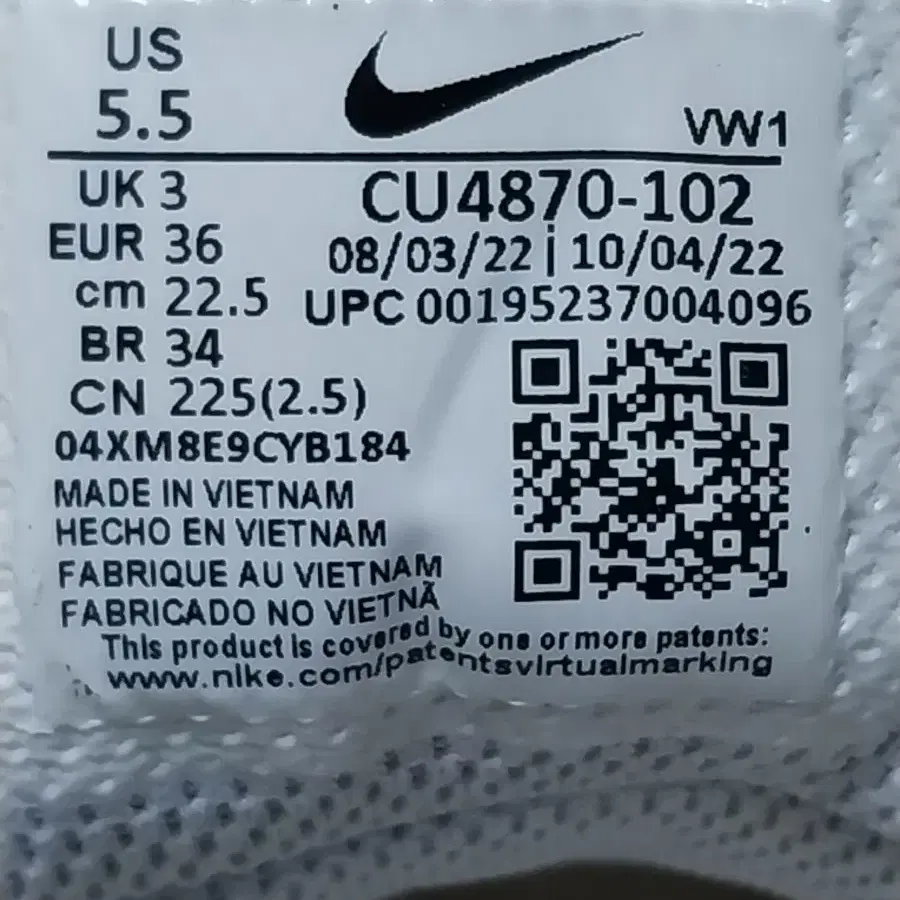 US
5.5
VW1
UK 3
CU4870-102
EUR 36
08/03/22 | 10/04/22
cm 22.5
UPC 00195237004096
BR 34
CN 225(2.5)
04XM8E9CYB184
MADE IN VIETNAM
HECHO EN VIETNAM
FABRIQUE AU VIETNAM
FABRICADO NO VIETNÃ
This product is covered by one or more patents:
www.nike.com/patentsvirtualmarking